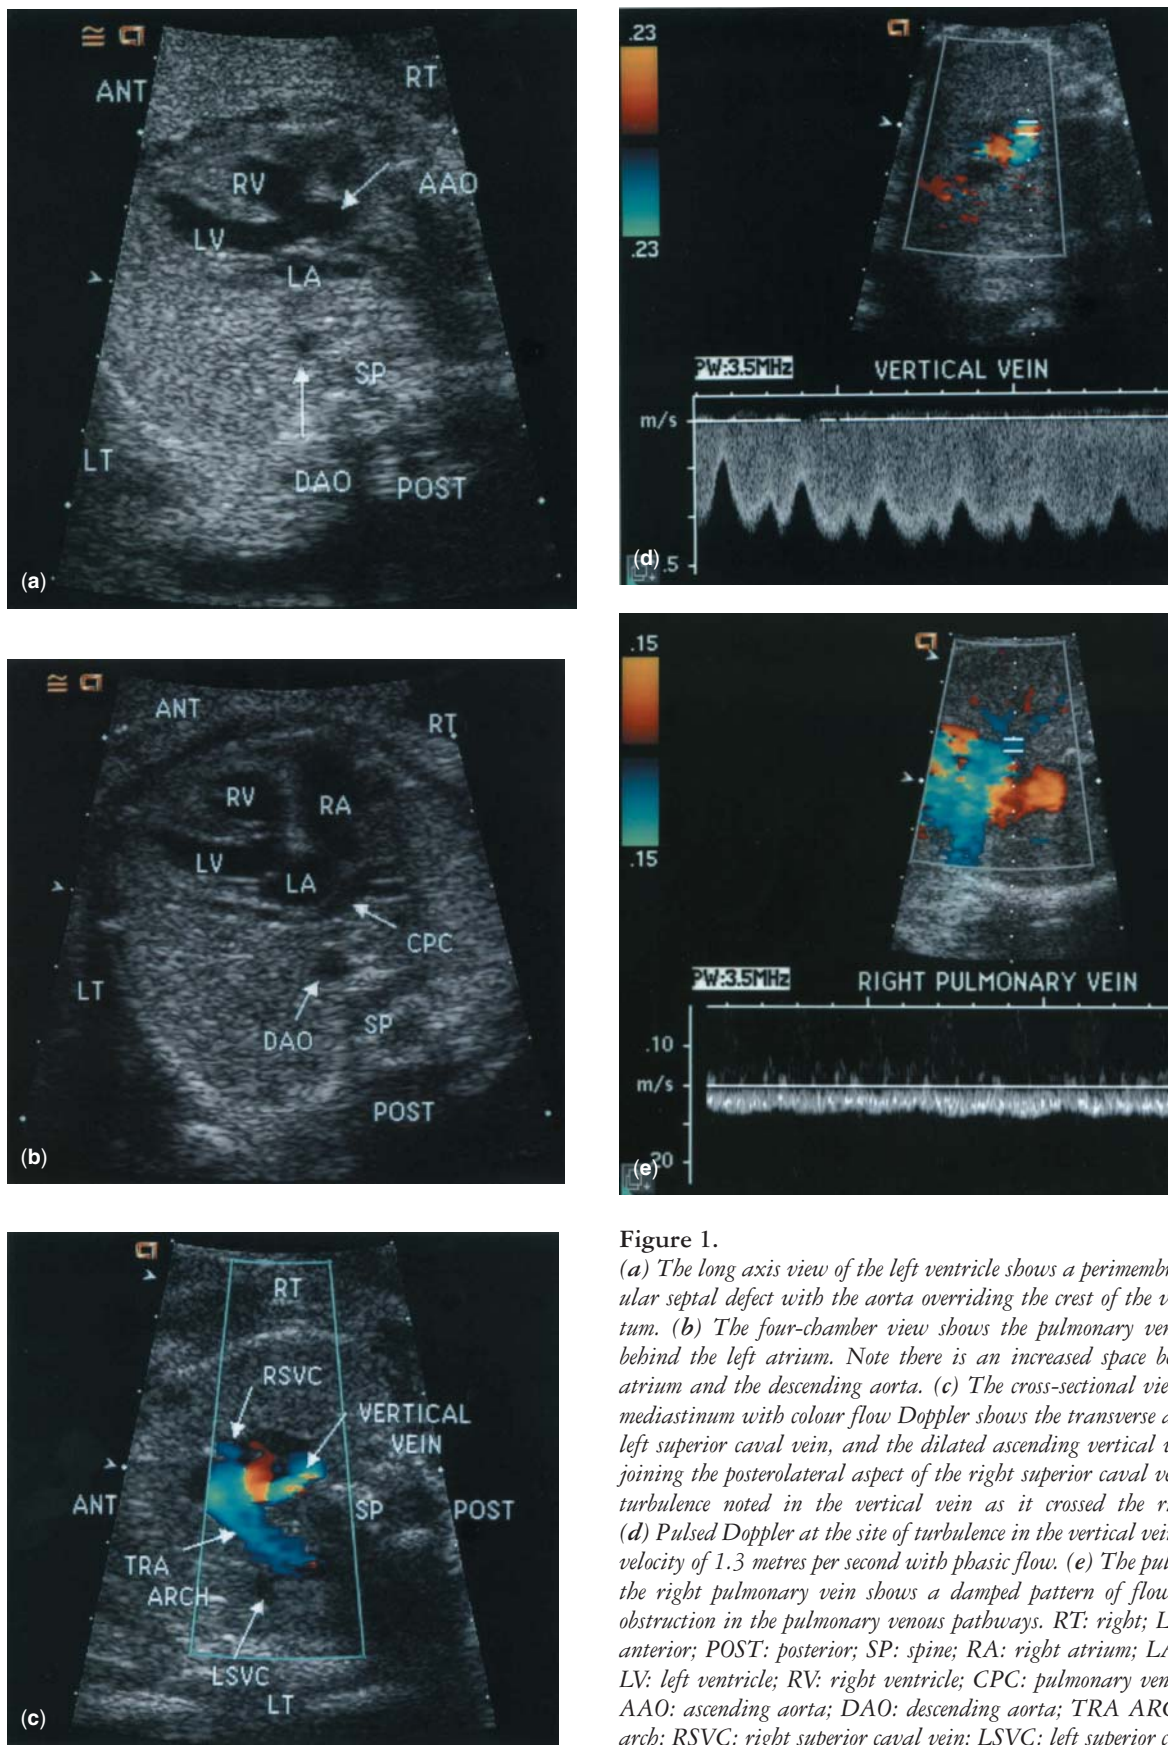 ANT
RT
RV
AAO
LV
LA
SP
LT
DAO
POST
(a)
ANT
RT
RV
RA
LV
LA
CPC
LT
DAO
SP
POST
(b)
RT
RSVC
VERTICAL
VEIN
ANT
SP
POST
TRA
ARCH
LSVC
LT
(c)
.23
.23
PW:3.5MHz
VERTICAL VEIN
m/s
(d)
.5
.15
.15
PW:3.5MHz
RIGHT PULMONARY VEIN
.10
m/s
(e)
20
Figure 1.
(a) The long axis view of the left ventricle shows a perimembr
ular septal defect with the aorta overriding the crest of the v
tum. (b) The four-chamber view shows the pulmonary ven
behind the left atrium. Note there is an increased space be
atrium and the descending aorta. (c) The cross-sectional vie
mediastinum with colour flow Doppler shows the transverse a
left superior caval vein, and the dilated ascending vertical v
joining the posterolateral aspect of the right superior caval ve
turbulence noted in the vertical vein as it crossed the ri
(d) Pulsed Doppler at the site of turbulence in the vertical vein
velocity of 1.3 metres per second with phasic flow. (e) The pul
the right pulmonary vein shows a damped pattern of flow
obstruction in the pulmonary venous pathways. RT: right; L
anterior; POST: posterior; SP: spine; RA: right atrium; LA
LV: left ventricle; RV: right ventricle; CPC: pulmonary ven
AAO: ascending aorta; DAO: descending aorta; TRA ARC
arch; RSVC: right superior caval vein; LSVC: left superior c